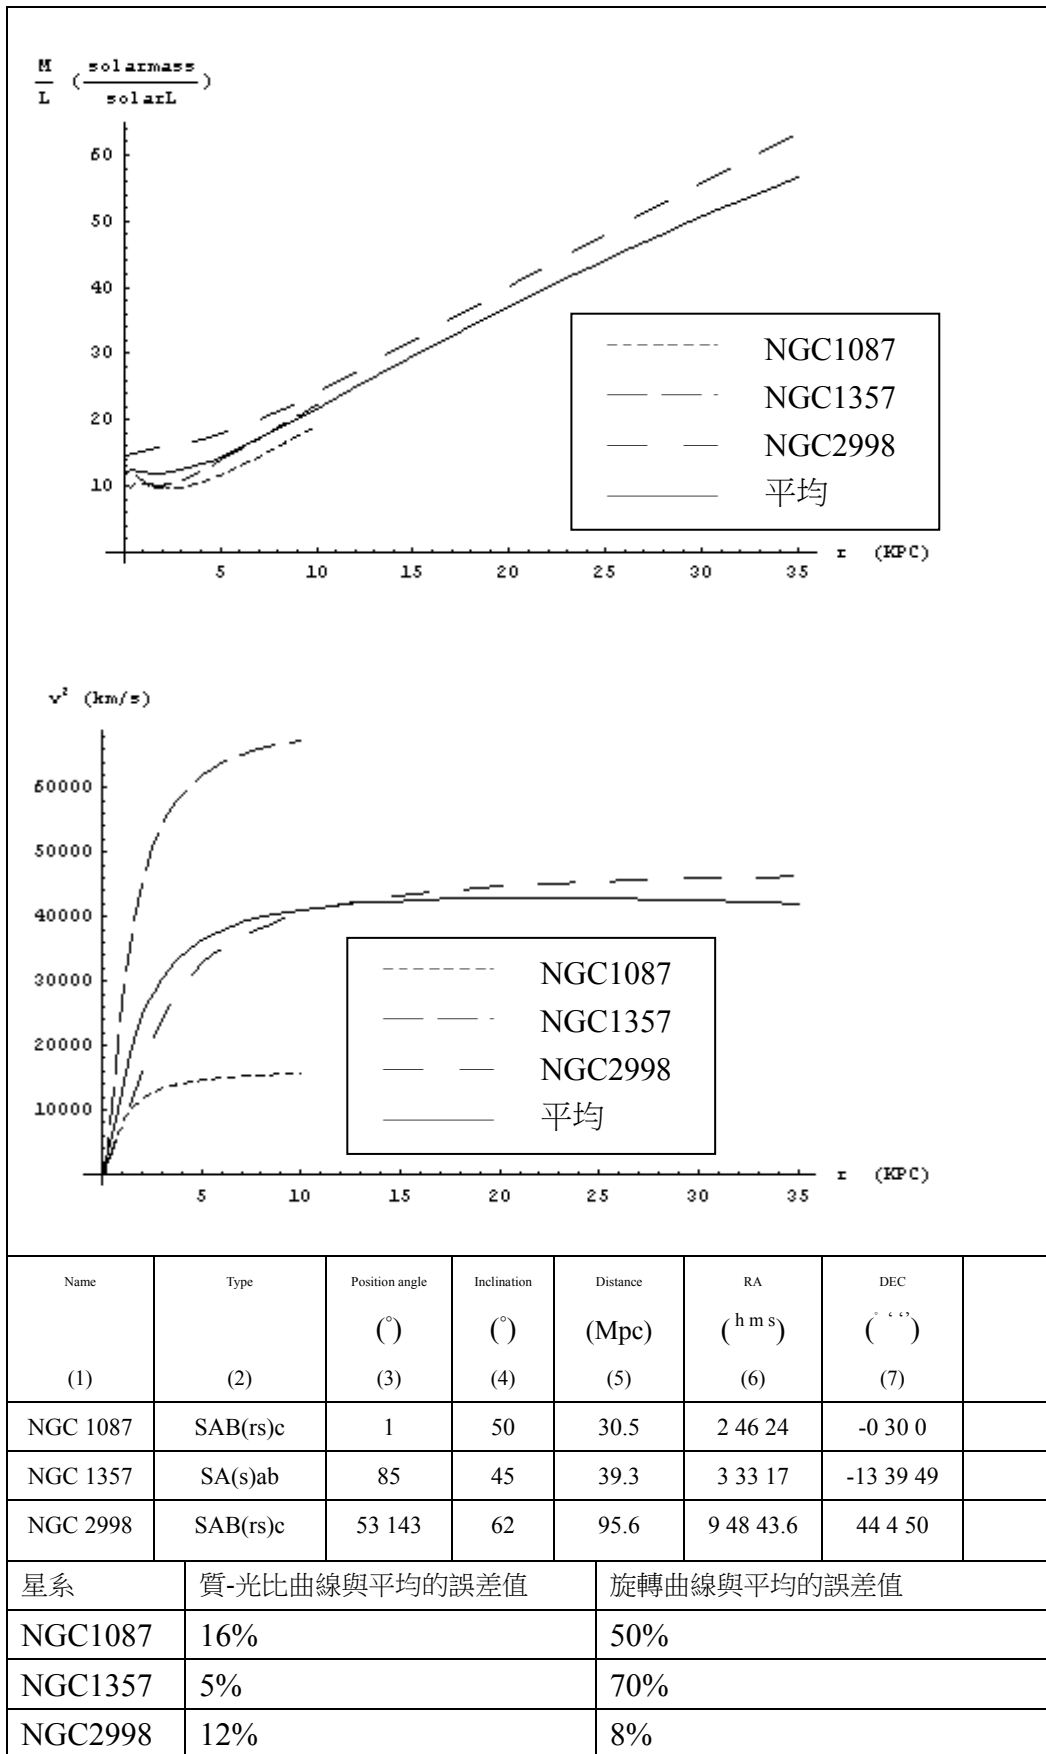 M/L (solarmass/solarL)
60
50
40
30
20
10
5 10 15 20 25 30 35
r (KPC)
NGC1087
NGC1357
NGC2998
平均
v² (km/s)
60000
50000
40000
30000
20000
10000
5 10 15 20 25 30 35
r (KPC)
NGC1087
NGC1357
NGC2998
平均
Name Type Position angle Inclination Distance RA DEC
(°) (°) (Mpc) (h m s) (° ‘ “)
(1) (2) (3) (4) (5) (6) (7)
NGC 1087 SAB(rs)c 1 50 30.5 2 46 24 -0 30 0
NGC 1357 SA(s)ab 85 45 39.3 3 33 17 -13 39 49
NGC 2998 SAB(rs)c 53 143 62 95.6 9 48 43.6 44 4 50
星系 質-光比曲線與平均的誤差值 旋轉曲線與平均的誤差值
NGC1087 16% 50%
NGC1357 5% 70%
NGC2998 12% 8%